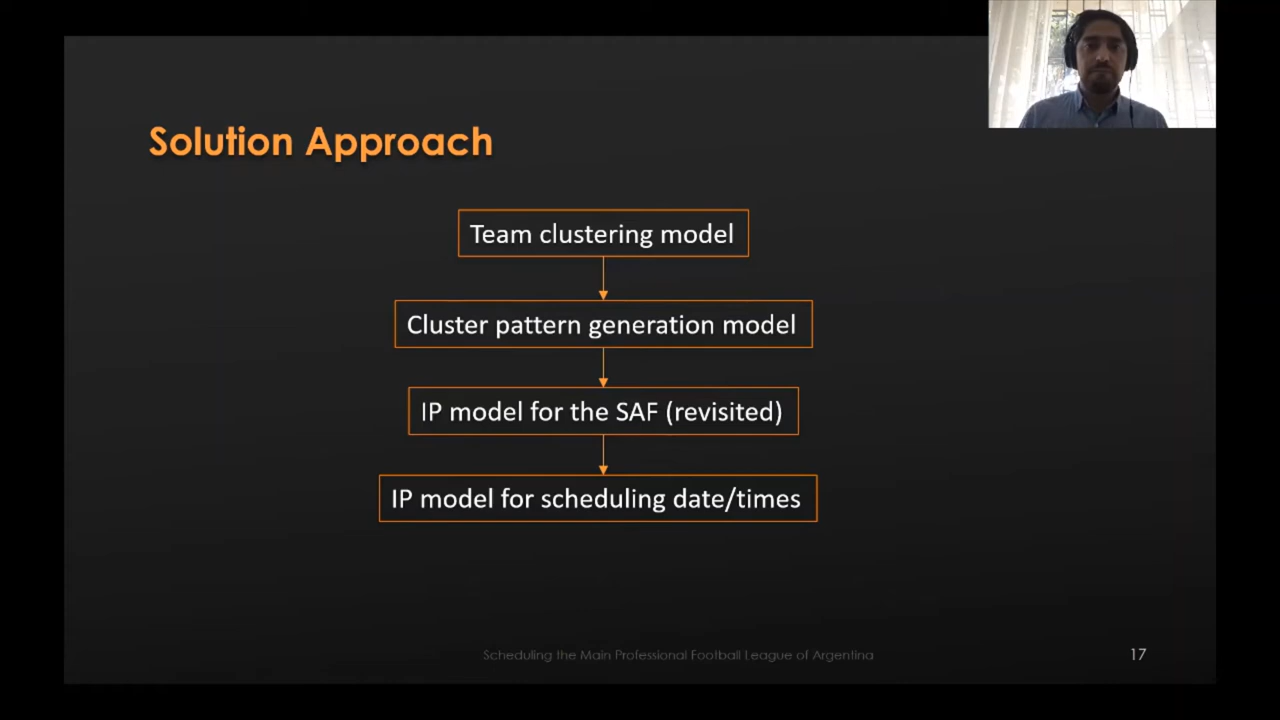 Solution Approach
Team clustering model
Cluster pattern generation model
IP model for the SAF (revisited)
IP model for scheduling date/times
Scheduling the Main Professional Football League of Argentina
17